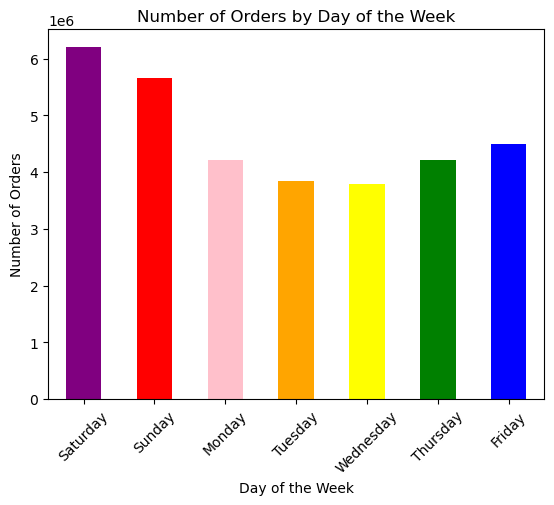 Number of Orders by Day of the Week
1e6
6
5
4
3
2
1
0
Number of Orders
Saturday
Sunday
Monday
Tuesday
Wednesday
Thursday
Friday
Day of the Week